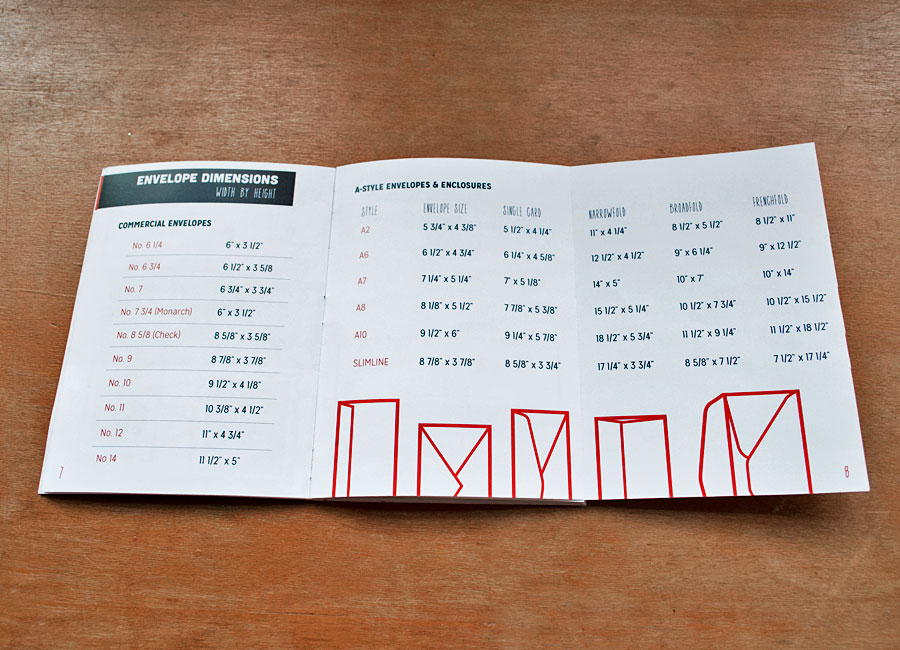 ENVELOPE DIMENSIONS
WIDTH BY HEIGHT
COMMERCIAL ENVELOPES
No. 6 1/4 6" x 3 1/2"
No. 6 3/4 6 1/2" x 3 5/8
No. 7 6 3/4" x 3 3/4"
No. 7 3/4 (Monarch) 6" x 3 1/2"
No. 8 5/8 (Check) 8 5/8" x 3 5/8"
No. 9 8 7/8" x 3 7/8"
No. 10 9 1/2" x 4 1/8"
No. 11 10 3/8" x 4 1/2"
No. 12 11" x 4 3/4"
No 14 11 1/2" x 5"
7
A-STYLE ENVELOPES & ENCLOSURES
STYLE ENVELOPE SIZE SINGLE CARD NARROWFOLD BROADFOLD FRENCHFOLD
A2 5 3/4" x 4 3/8" 5 1/2" x 4 1/4" 11" x 4 1/4" 8 1/2" x 5 1/2" 8 1/2" x 11"
A6 6 1/2" x 4 3/4" 6 1/4" x 4 5/8" 12 1/2" x 4 1/2" 9" x 6 1/4" 9" x 12 1/2"
A7 7 1/4" x 5 1/4" 7" x 5 1/8" 14" x 5" 10" x 7" 10" x 14"
A8 8 1/8" x 5 1/2" 7 7/8" x 5 3/8" 15 1/2" x 5 1/4" 10 1/2" x 7 3/4" 10 1/2" x 15 1/2"
A10 9 1/2" x 6" 9 1/4" x 5 7/8" 18 1/2" x 5 3/4" 11 1/2" x 9 1/4" 11 1/2" x 18 1/2"
SLIMLINE 8 7/8" x 3 7/8" 8 5/8" x 3 3/4" 17 1/4" x 3 3/4" 8 5/8" x 7 1/2" 7 1/2" x 17 1/4"
8